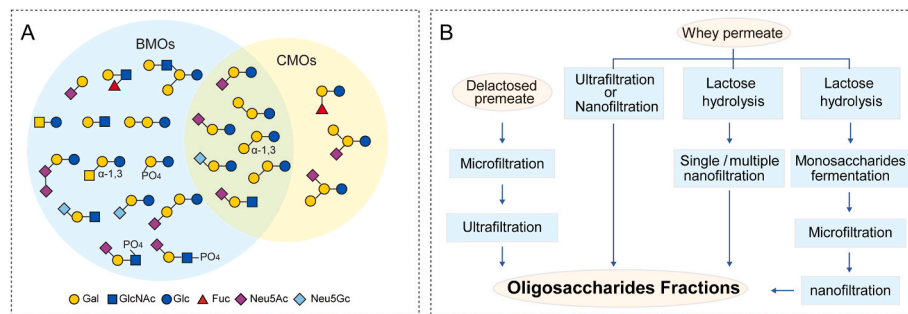 A
BMOs
CMOs
α-1,3
α-1,3
PO4
PO4
PO4
Gal
GlcNAc
Glc
Fuc
Neu5Ac
Neu5Gc
B
Whey permeate
Delactosed
premeate
Ultrafiltration
or
Nanofiltration
Lactose
hydrolysis
Lactose
hydrolysis
Microfiltration
Single / multiple
nanofiltration
Monosaccharides
fermentation
Ultrafiltration
Microfiltration
Oligosaccharides Fractions
nanofiltration